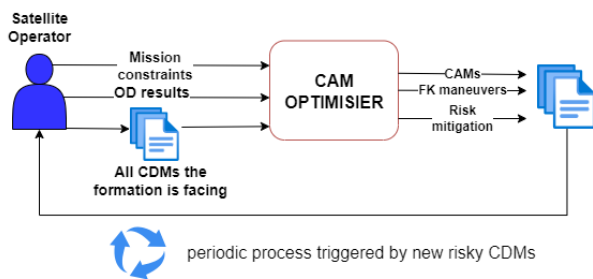 Satellite
Operator
Mission
constraints
OD results
All CDMs the
formation is facing
CAM
OPTIMISIER
CAMs
FK maneuvers
Risk
mitigation
periodic process triggered by new risky CDMs